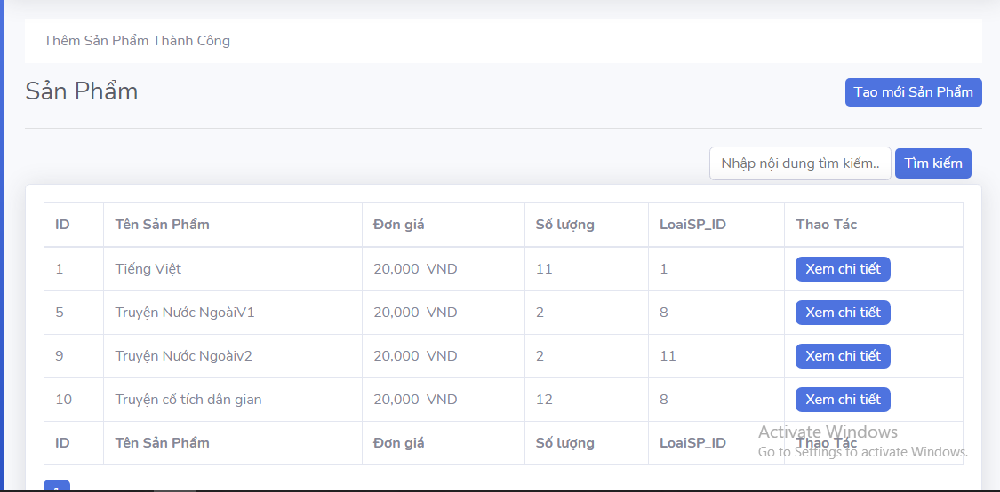 Thêm Sản Phẩm Thành Công
Sản Phẩm
Tạo mới Sản Phẩm
Nhập nội dung tìm kiếm..
Tìm kiếm
ID Tên Sản Phẩm Đơn giá Số lượng LoaiSP_ID Thao Tác
1 Tiếng Việt 20,000 VND 11 1 Xem chi tiết
5 Truyện Nước NgoàiV1 20,000 VND 2 8 Xem chi tiết
9 Truyện Nước Ngoàiv2 20,000 VND 2 11 Xem chi tiết
10 Truyện cổ tích dân gian 20,000 VND 12 8 Xem chi tiết
ID Tên Sản Phẩm Đơn giá Số lượng LoaiSP_ID Thao Tác
Activate Windows
Go to Settings to activate Windows.
1